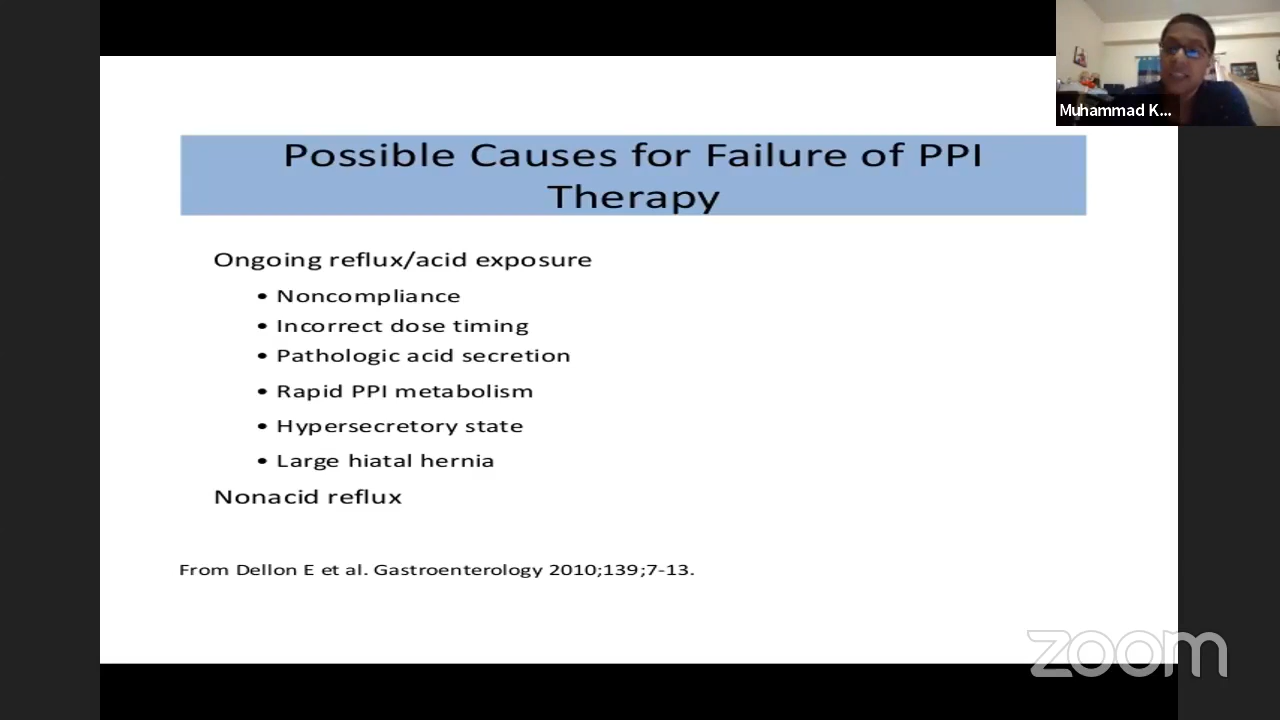 Muhammad K...
Possible Causes for Failure of PPI
Therapy
Ongoing reflux/acid exposure
• Noncompliance
• Incorrect dose timing
• Pathologic acid secretion
• Rapid PPI metabolism
• Hypersecretory state
• Large hiatal hernia
Nonacid reflux
From Dellon E et al. Gastroenterology 2010;139;7-13.
zoom